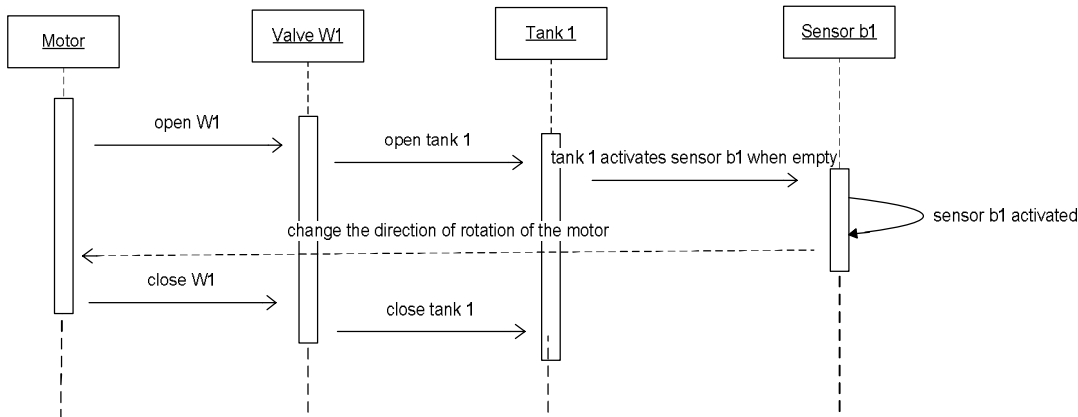 Motor
Valve W1
Tank 1
Sensor b1
open W1
open tank 1
tank 1 activates sensor b1 when empty
sensor b1 activated
change the direction of rotation of the motor
close W1
close tank 1